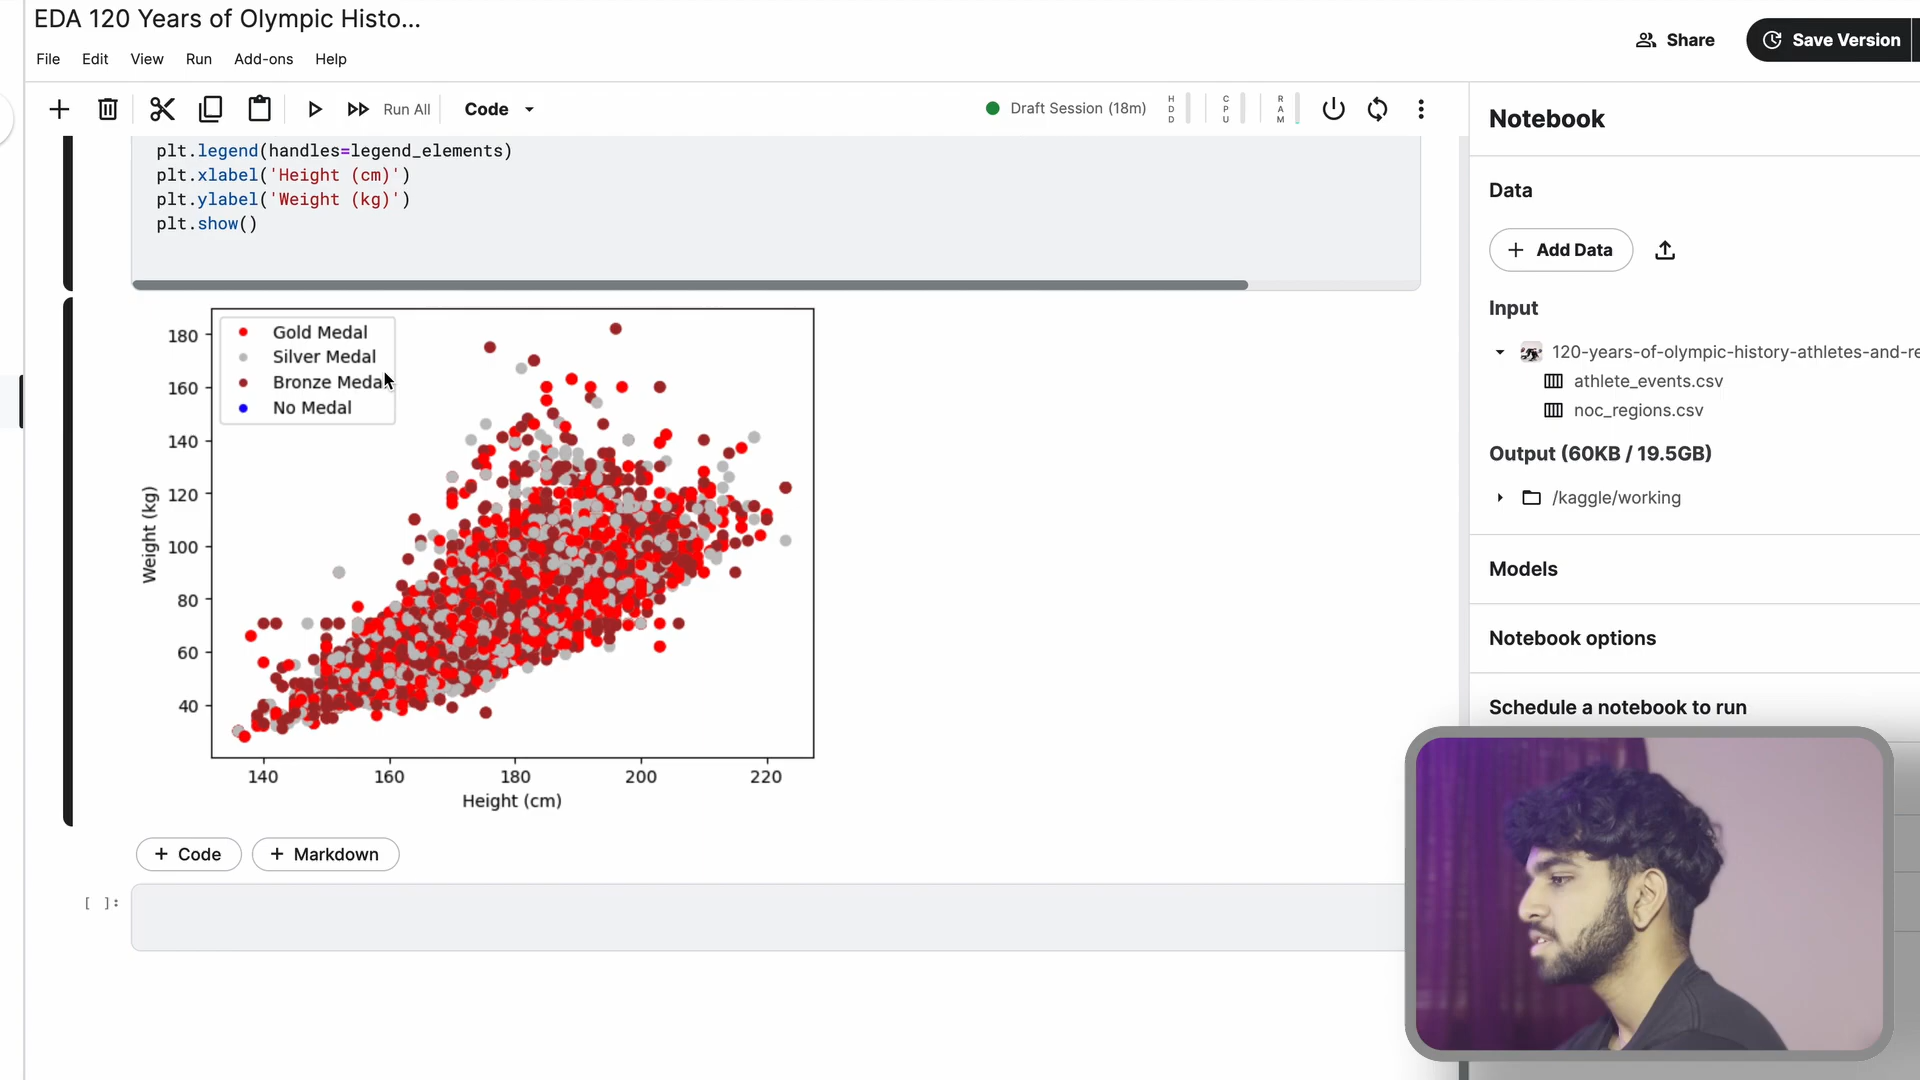 EDA 120 Years of Olympic Histo...
File Edit View Run Add-ons Help
Share
Save Version
Run All
Code
Draft Session (18m)
HDD
CPU
RAM
plt.legend(handles=legend_elements)
plt.xlabel('Height (cm)')
plt.ylabel('Weight (kg)')
plt.show()
Gold Medal
Silver Medal
Bronze Medal
No Medal
180
160
140
120
100
80
60
40
Weight (kg)
140 160 180 200 220
Height (cm)
+ Code
+ Markdown
[ ]:
Notebook
Data
+ Add Data
Input
120-years-of-olympic-history-athletes-and-re
athlete_events.csv
noc_regions.csv
Output (60KB / 19.5GB)
/kaggle/working
Models
Notebook options
Schedule a notebook to run